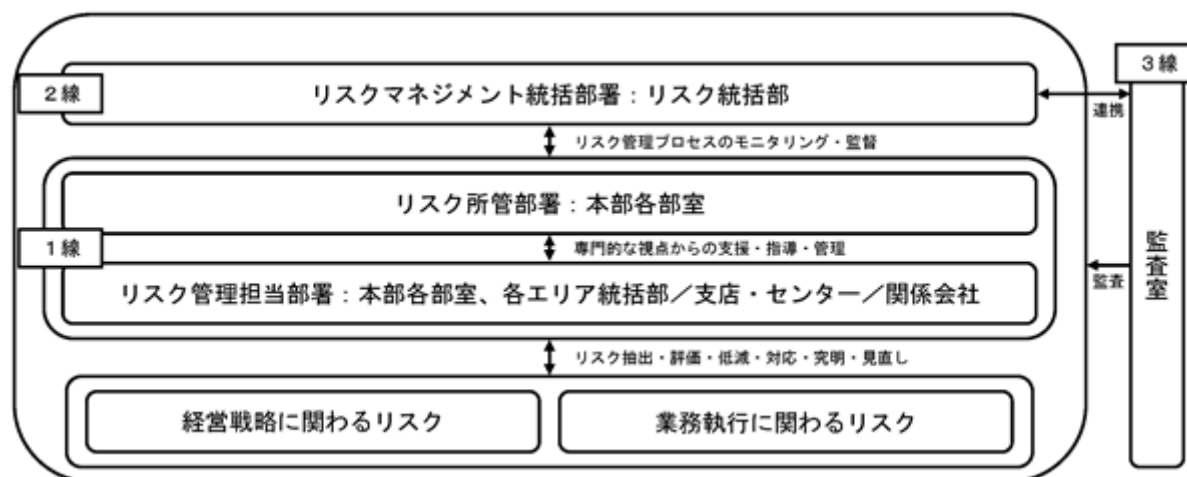 3線
2線
リスクマネジメント統括部署：リスク統括部
連携
リスク管理プロセスのモニタリング・監督
リスク所管部署：本部各部室
1線
専門的な視点からの支援・指導・管理
監査室
リスク管理担当部署：本部各部室、各エリア統括部／支店・センター／関係会社
監査
リスク抽出・評価・低減・対応・究明・見直し
経営戦略に関わるリスク
業務執行に関わるリスク